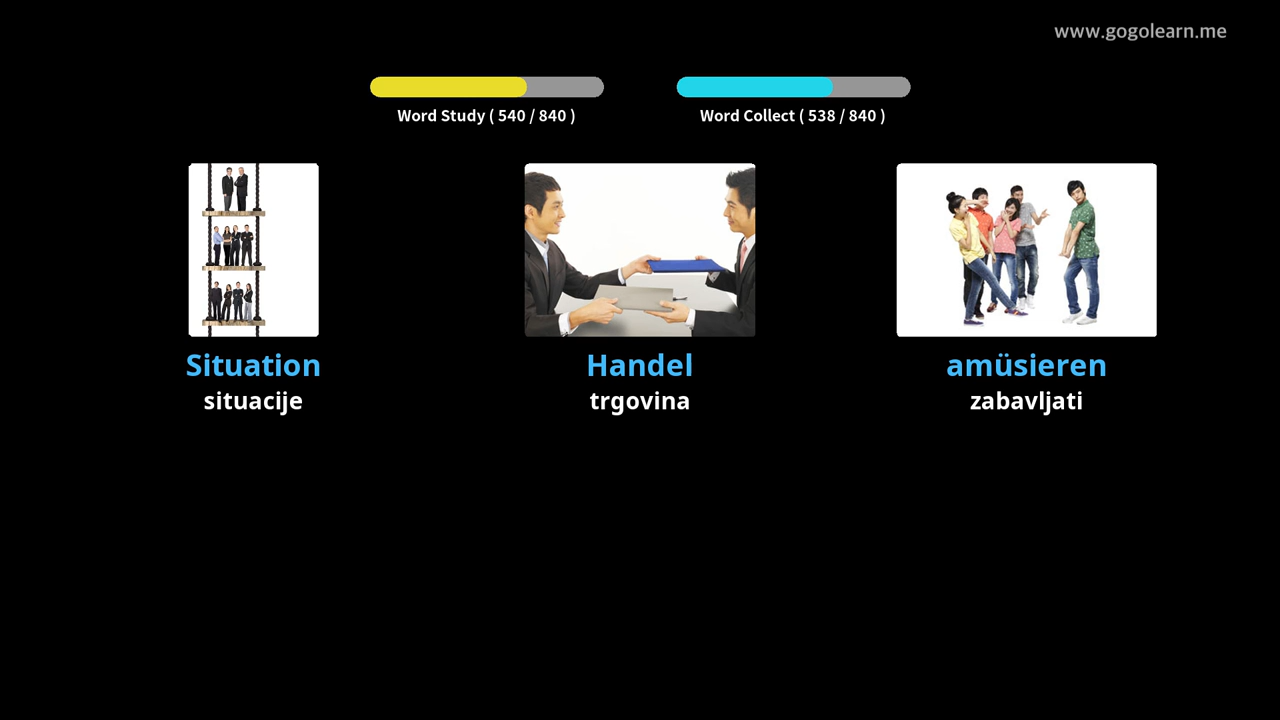 www.gogolearn.me
Word Study ( 540 / 840 )
Word Collect ( 538 / 840 )
Situation
situacije
Handel
trgovina
amüsieren
zabavljati